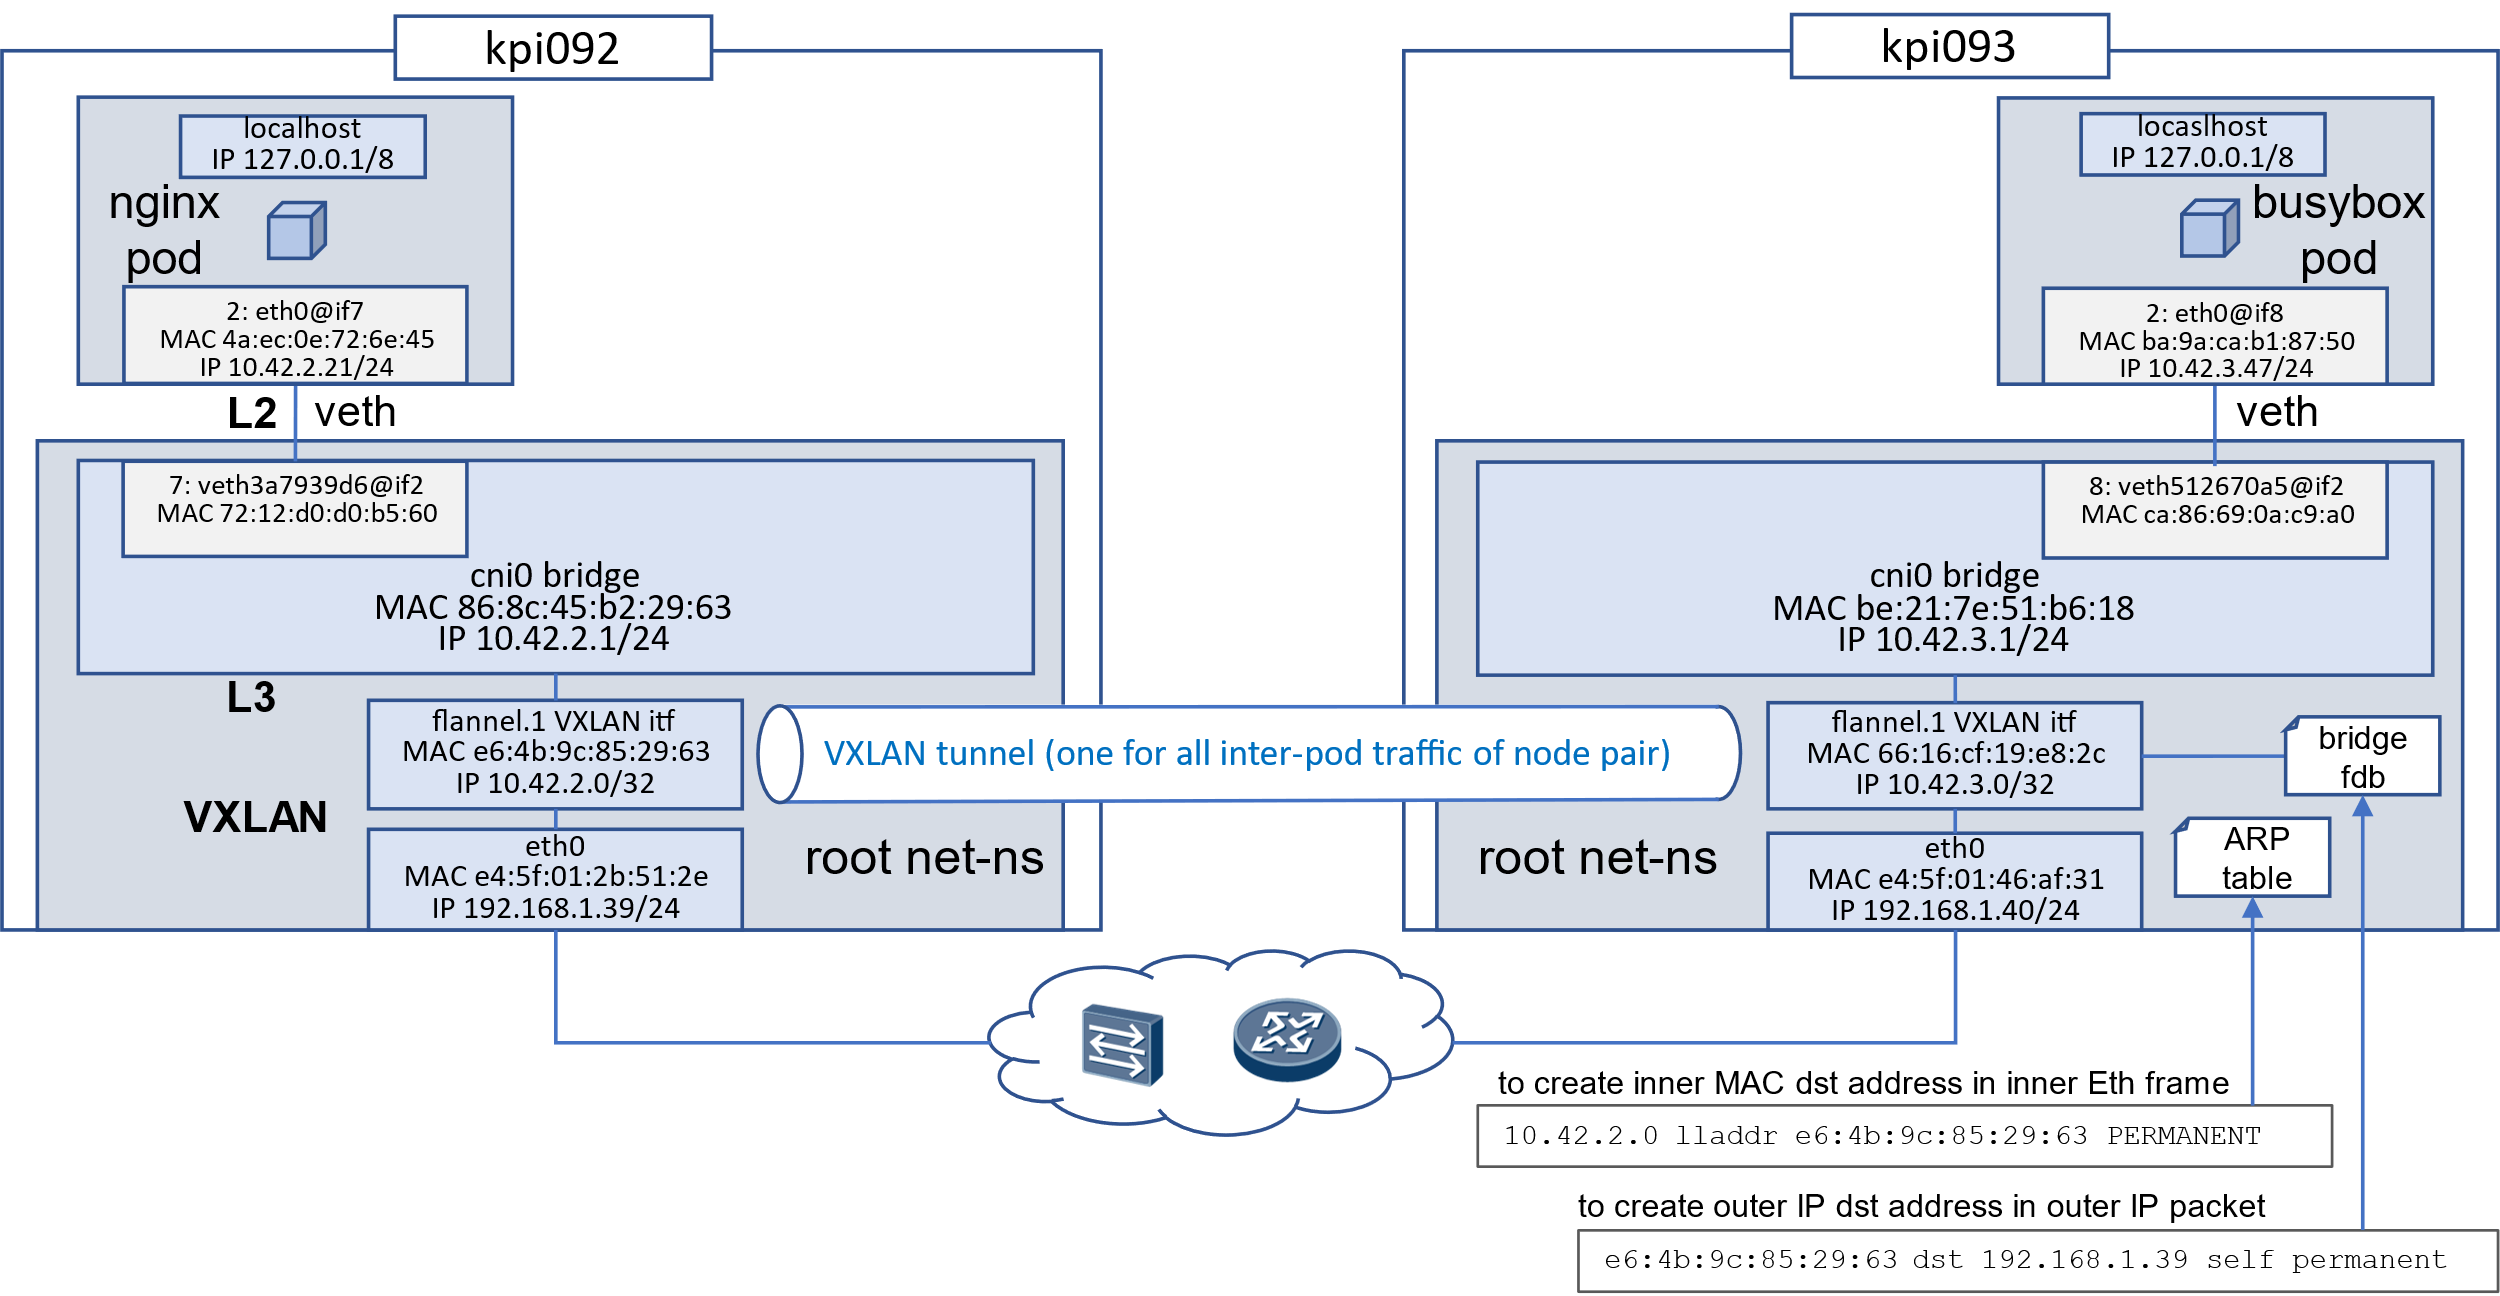 kpi092
localhost
IP 127.0.0.1/8
nginx
pod
2: eth0@if7
MAC 4a:ec:0e:72:6e:45
IP 10.42.2.21/24
L2
veth
7: veth3a7939d6@if2
MAC 72:12:d0:d0:b5:60
cni0 bridge
MAC 86:8c:45:b2:29:63
IP 10.42.2.1/24
L3
flannel.1 VXLAN itf
MAC e6:4b:9c:85:29:63
IP 10.42.2.0/32
VXLAN
eth0
MAC e4:5f:01:2b:51:2e
IP 192.168.1.39/24
root net-ns
VXLAN tunnel (one for all inter-pod traffic of node pair)
kpi093
locaslhost
IP 127.0.0.1/8
busybox
pod
2: eth0@if8
MAC ba:9a:ca:b1:87:50
IP 10.42.3.47/24
veth
8: veth512670a5@if2
MAC ca:86:69:0a:c9:a0
cni0 bridge
MAC be:21:7e:51:b6:18
IP 10.42.3.1/24
flannel.1 VXLAN itf
MAC 66:16:cf:19:e8:2c
IP 10.42.3.0/32
bridge
fdb
root net-ns
eth0
MAC e4:5f:01:46:af:31
IP 192.168.1.40/24
ARP
table
to create inner MAC dst address in inner Eth frame
10.42.2.0 lladdr e6:4b:9c:85:29:63 PERMANENT
to create outer IP dst address in outer IP packet
e6:4b:9c:85:29:63 dst 192.168.1.39 self permanent